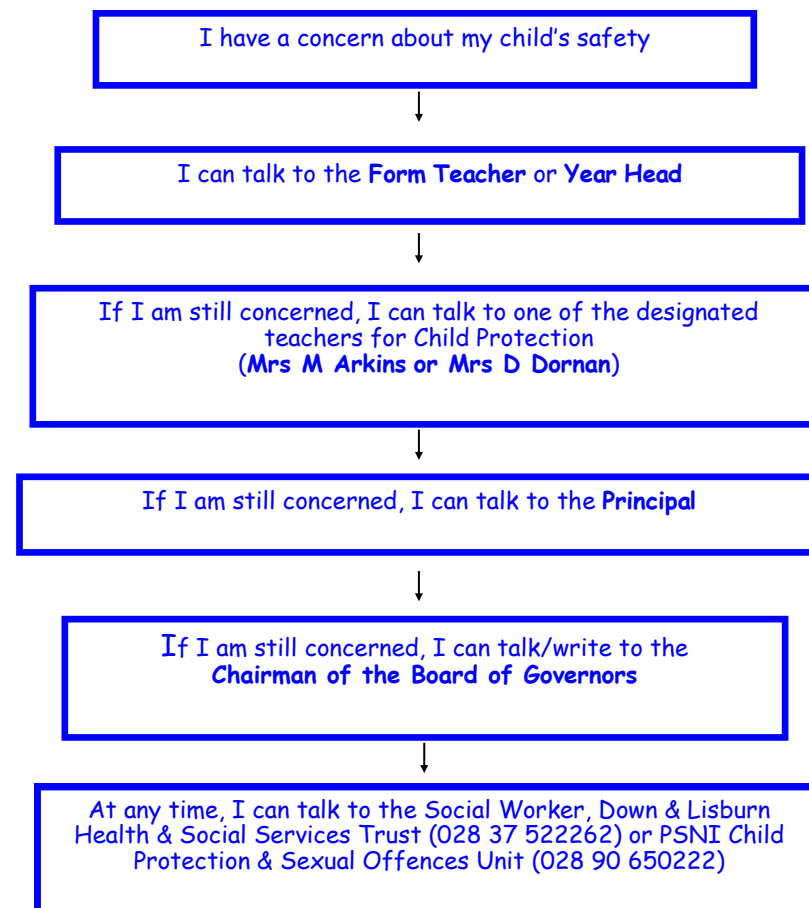 I have a concern about my child's safety
I can talk to the Form Teacher or Year Head
If I am still concerned, I can talk to one of the designated
teachers for Child Protection
(Mrs M Arkins or Mrs D Dornan)
If I am still concerned, I can talk to the Principal
If I am still concerned, I can talk/write to the
Chairman of the Board of Governors
At any time, I can talk to the Social Worker, Down & Lisburn
Health & Social Services Trust (028 37 522262) or PSNI Child
Protection & Sexual Offences Unit (028 90 650222)